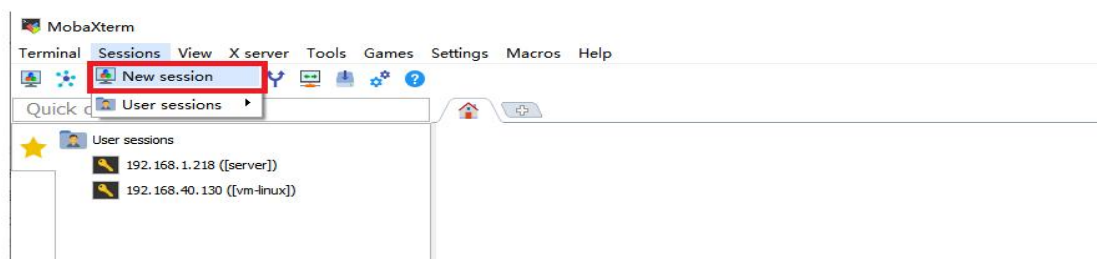 MobaXterm
Terminal Sessions View X server Tools Games Settings Macros Help
New session
Quick c
User sessions
User sessions
192.168.1.218 ([server])
192.168.40.130 ([vm-linux])